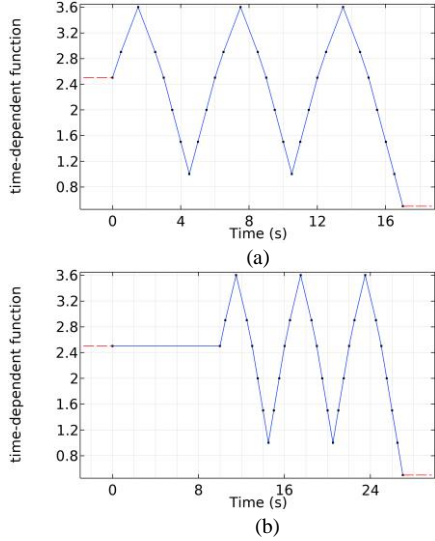 time-dependent function
3.6
3.2
2.8
2.4
2
1.6
1.2
0.8
0 4 8 12 16
Time (s)
(a)
time-dependent function
3.6
3.2
2.8
2.4
2
1.6
1.2
0.8
0 8 16 24
Time (s)
(b)